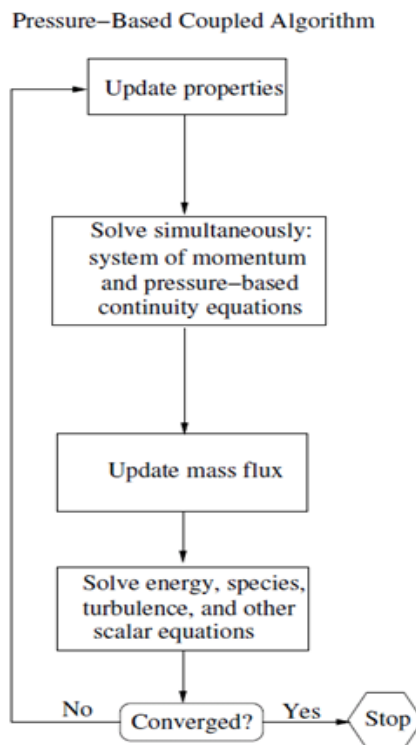 Pressure-Based Coupled Algorithm
Update properties
Solve simultaneously:
system of momentum
and pressure-based
continuity equations
Update mass flux
Solve energy, species,
turbulence, and other
scalar equations
No
Converged?
Yes
Stop